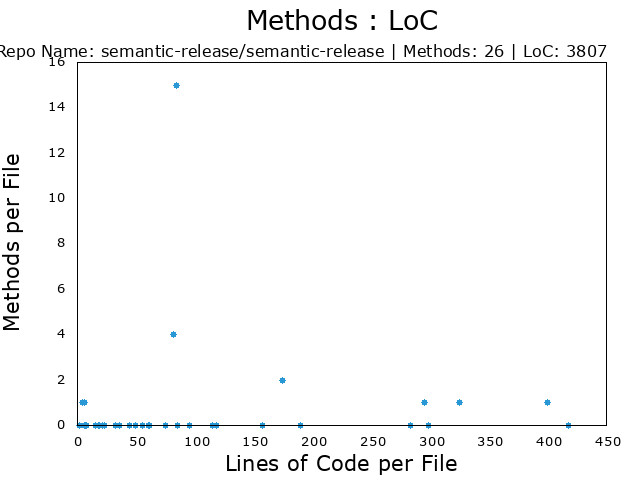 Methods : LoC
Repo Name: semantic-release/semantic-release | Methods: 26 | LoC: 3807
16
14
12
10
8
6
4
2
0
Methods per File
0 50 100 150 200 250 300 350 400 450
Lines of Code per File